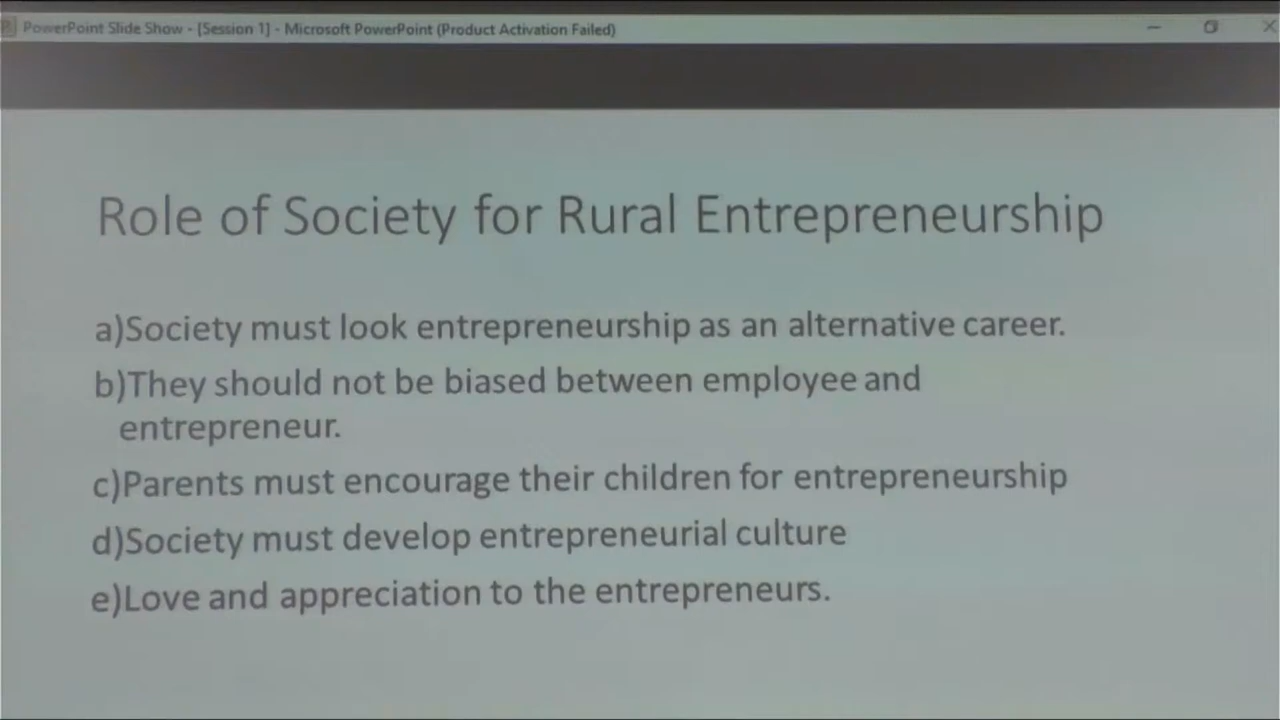 PowerPoint Slide Show - [Session 1] - Microsoft PowerPoint (Product Activation Failed)
Role of Society for Rural Entrepreneurship
a)Society must look entrepreneurship as an alternative career.
b)They should not be biased between employee and
entrepreneur.
c)Parents must encourage their children for entrepreneurship
d)Society must develop entrepreneurial culture
e)Love and appreciation to the entrepreneurs.